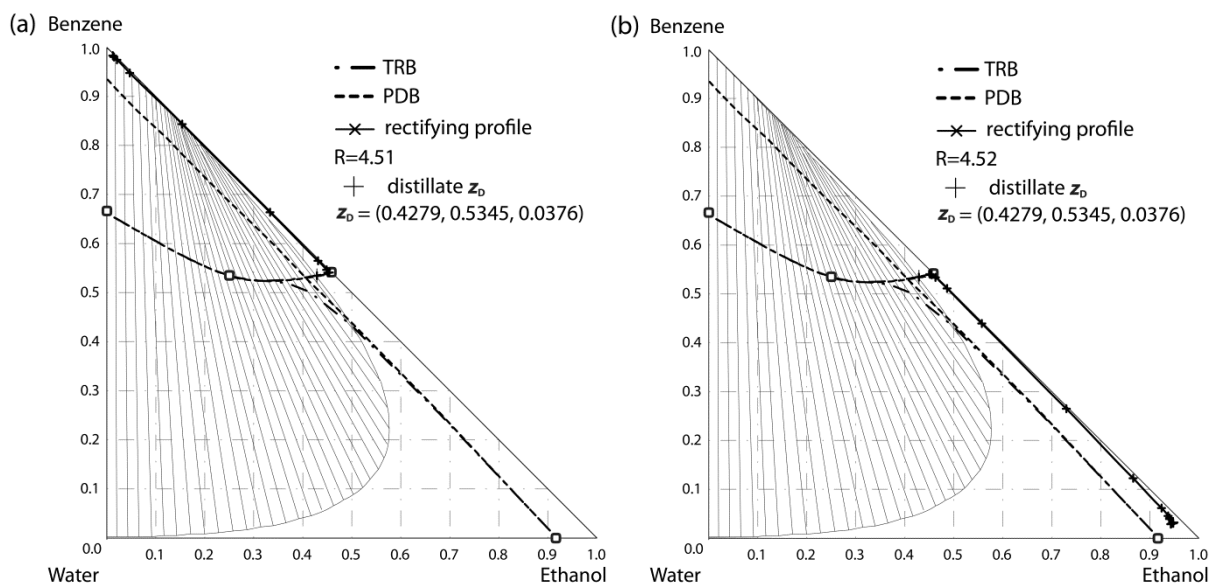 (a) Benzene
1.0
0.9
0.8
0.7
0.6
0.5
0.4
0.3
0.2
0.1
0.0
0.1 0.2 0.3 0.4 0.5 0.6 0.7 0.8 0.9 1.0
Water Ethanol
TRB
PDB
rectifying profile
R=4.51
distillate z_D
z_D = (0.4279, 0.5345, 0.0376)
(b) Benzene
1.0
0.9
0.8
0.7
0.6
0.5
0.4
0.3
0.2
0.1
0.0
0.1 0.2 0.3 0.4 0.5 0.6 0.7 0.8 0.9 1.0
Water Ethanol
TRB
PDB
rectifying profile
R=4.52
distillate z_D
z_D = (0.4279, 0.5345, 0.0376)